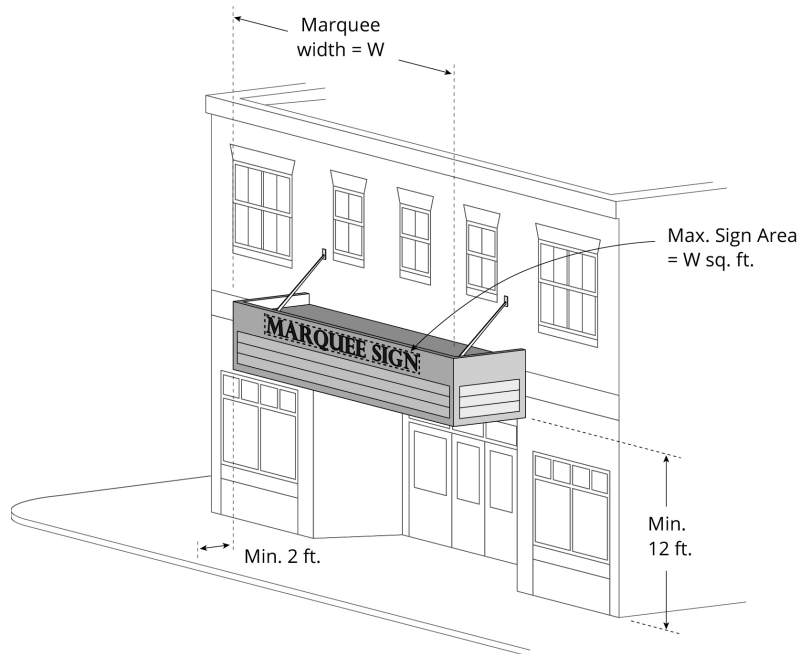 Marquee
width = W
Max. Sign Area
= W sq. ft.
MARQUEE SIGN
Min.
12 ft.
Min. 2 ft.